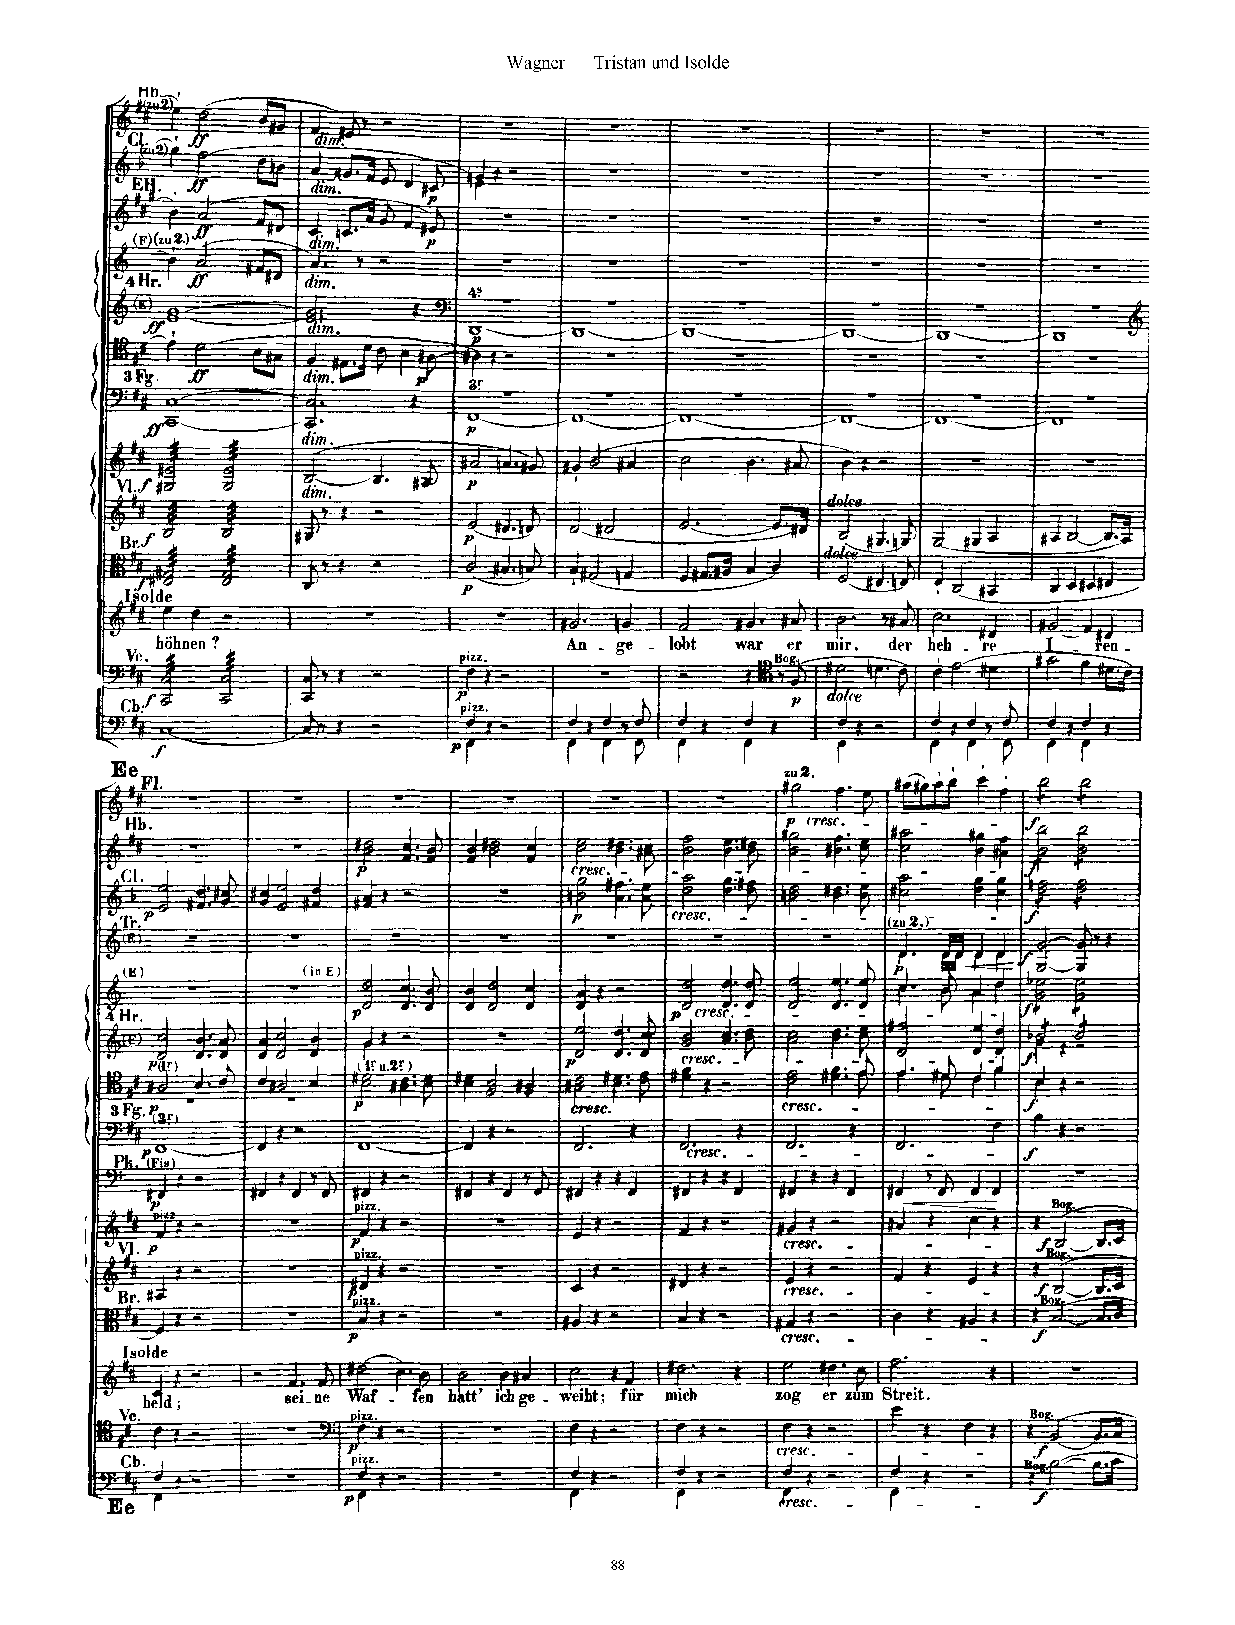 Wagner Tristan und Isolde
Hb.
(zu 2)
Cl.
ff dim.
(zu 2)
EH. ff dim. p
ff
(F)(zu 2.) dim. p
4 Hr. ff dim.
(E) 4r
ff dim. p
3 Fg. ff dim. p 3r
ff p
dim.
Vl. f dim. p
dolce
Br. f p dolce
f p
Isolde
höhnen? An - ge - lobt war er mir, der heh - re I - ren -
Vc. pizz. Bog.
f p p dolce
Cb. pizz.
f p
Ee
Fl. zu 2.
Hb. p cresc. - - - f
p cresc. - - - - f
Cl.
p p cresc. - - - f
Tr. (zu 2.)
(E) p f
(E) (in E)
4 Hr. p p cresc. - - - f
(E)
p p cresc. - - - f
(1r) (1r u. 2r)
3 Fg. p p cresc. cresc. - - - f
(3r)
p cresc. - - - - f
Pk. (Fis)
p
pizz. pizz. Bog.
Vl. p p cresc. - - - f
pizz. Bog.
Br. p cresc. - - - f
pizz. Bog.
p cresc. - - - f
Isolde
held; sei - ne Waf - fen hatt' ich ge - weiht; für mich zog er zum Streit.
Vc. pizz. Bog.
p cresc. - - - f
Cb. pizz. Bog.
Ee p cresc. - - - f
88